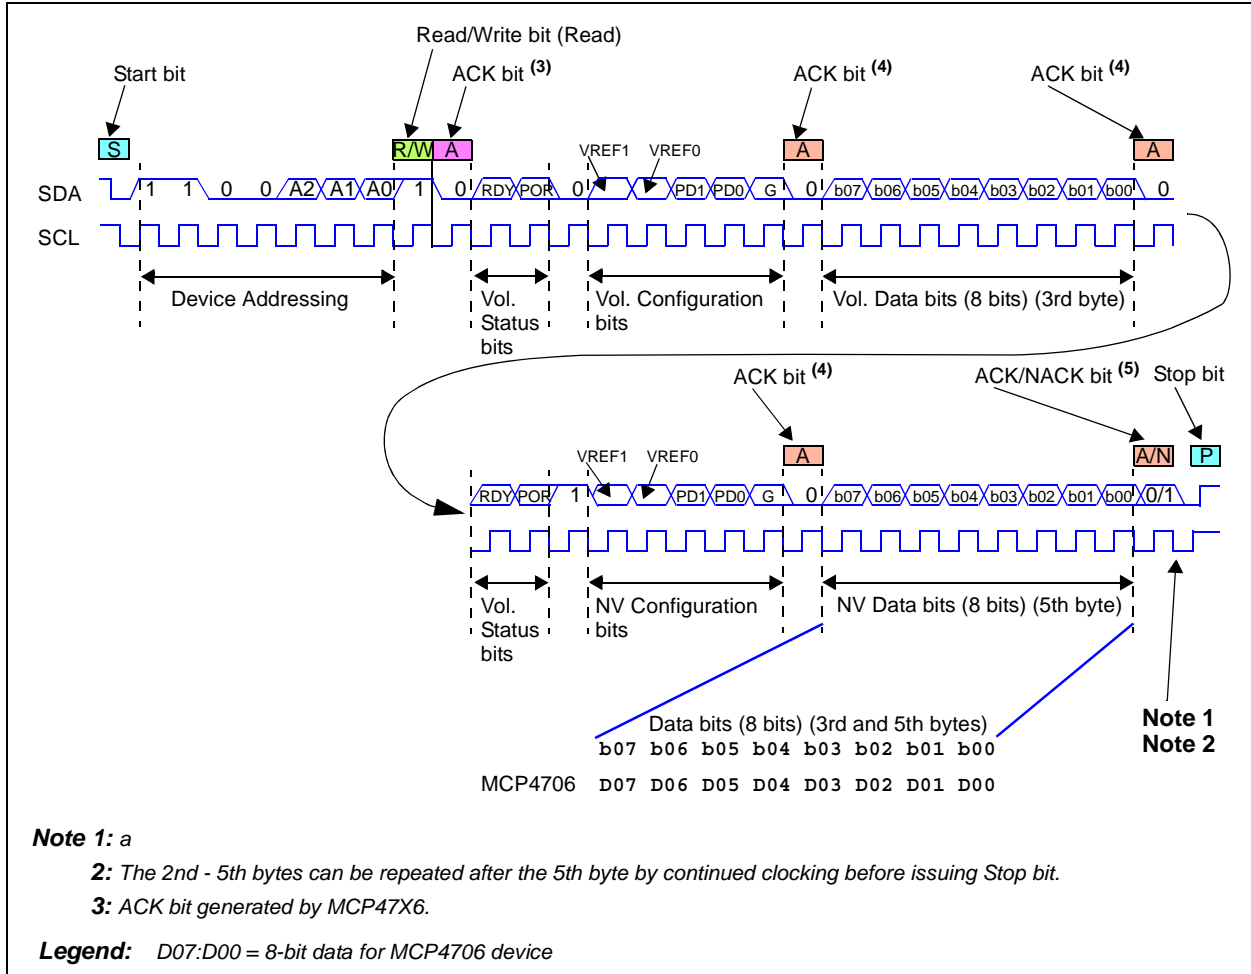 Read/Write bit (Read)
Start bit
ACK bit (3)
ACK bit (4)
ACK bit (4)
S
R/W
A
A
A
VREF1
VREF0
SDA
1 1 0 0 A2 A1 A0 1 0 RDY POR 0 PD1 PD0 G 0 b07 b06 b05 b04 b03 b02 b01 b00 0
SCL
Device Addressing
Vol.
Status
bits
Vol. Configuration
bits
Vol. Data bits (8 bits) (3rd byte)
ACK bit (4)
ACK/NACK bit (5)
Stop bit
A
A/N
P
VREF1
VREF0
RDY POR 1 PD1 PD0 G 0 b07 b06 b05 b04 b03 b02 b01 b00 0/1
Vol.
Status
bits
NV Configuration
bits
NV Data bits (8 bits) (5th byte)
Note 1
Note 2
Data bits (8 bits) (3rd and 5th bytes)
b07 b06 b05 b04 b03 b02 b01 b00
MCP4706 D07 D06 D05 D04 D03 D02 D01 D00
Note 1: a
2: The 2nd - 5th bytes can be repeated after the 5th byte by continued clocking before issuing Stop bit.
3: ACK bit generated by MCP47X6.
Legend: D07:D00 = 8-bit data for MCP4706 device